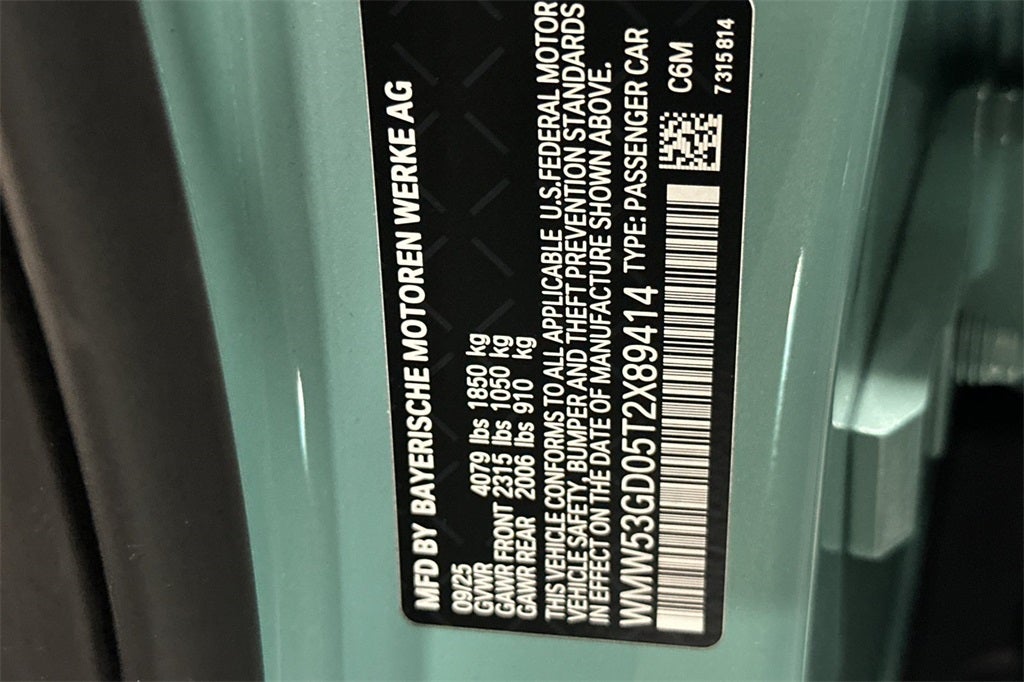 MFD BY BAYERISCHE MOTOREN WERKE AG
09/25
GVWR 4079 lbs 1850 kg
GAWR FRONT 2315 lbs 1050 kg
GAWR REAR 2006 lbs 910 kg
THIS VEHICLE CONFORMS TO ALL APPLICABLE U.S.FEDERAL MOTOR
VEHICLE SAFETY, BUMPER AND THEFT PREVENTION STANDARDS
IN EFFECT ON THE DATE OF MANUFACTURE SHOWN ABOVE.
WMW53GD05T2X89414 TYPE: PASSENGER CAR
C6M
7315814